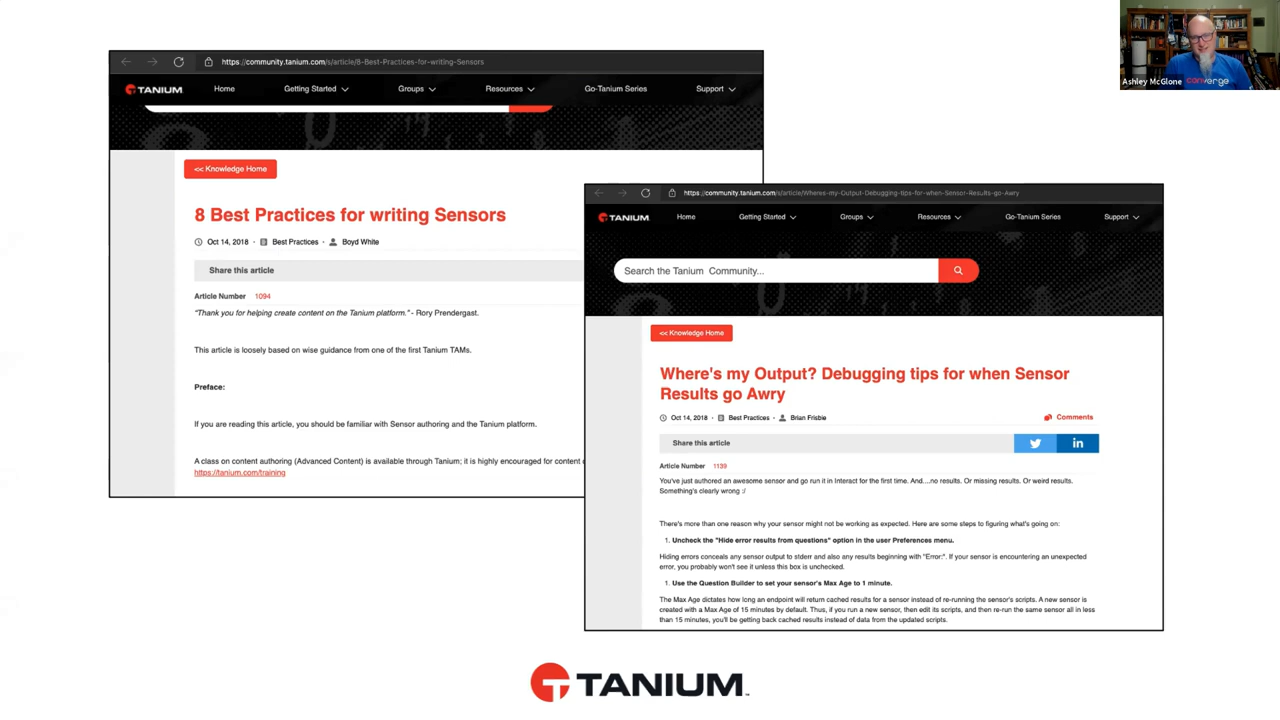 https://community.tanium.com/s/article/8-Best-Practices-for-writing-Sensors
TANIUM
Home
Getting Started
Groups
Resources
Go-Tanium Series
Support
<< Knowledge Home
8 Best Practices for writing Sensors
Oct 14, 2018 · Best Practices · Boyd White
Share this article
Article Number 1094
“Thank you for helping create content on the Tanium platform.” - Rory Prendergast.
This article is loosely based on wise guidance from one of the first Tanium TAMs.
Preface:
If you are reading this article, you should be familiar with Sensor authoring and the Tanium platform.
A class on content authoring (Advanced Content) is available through Tanium; it is highly encouraged for content
https://tanium.com/training
https://community.tanium.com/s/article/Wheres-my-Output-Debugging-tips-for-when-Sensor-Results-go-Awry
TANIUM
Home
Getting Started
Groups
Resources
Go-Tanium Series
Support
Search the Tanium Community...
<< Knowledge Home
Where's my Output? Debugging tips for when Sensor
Results go Awry
Oct 14, 2018 · Best Practices · Brian Frisbie
Comments
Share this article
in
Article Number 1139
You've just authored an awesome sensor and go run it in Interact for the first time. And....no results. Or missing results. Or weird results.
Something's clearly wrong :/
There's more than one reason why your sensor might not be working as expected. Here are some steps to figuring what's going on:
1. Uncheck the "Hide error results from questions" option in the user Preferences menu.
Hiding errors conceals any sensor output to stderr and also any results beginning with "Error:". If your sensor is encountering an unexpected
error, you probably won't see it unless this box is unchecked.
1. Use the Question Builder to set your sensor's Max Age to 1 minute.
The Max Age dictates how long an endpoint will return cached results for a sensor instead of re-running the sensor's scripts. A new sensor is
created with a Max Age of 15 minutes by default. Thus, if you run a new sensor, then edit its scripts, and then re-run the same sensor all in less
than 15 minutes, you'll be getting back cached results instead of data from the updated scripts.
Ashley McGlone
converge
TANIUM